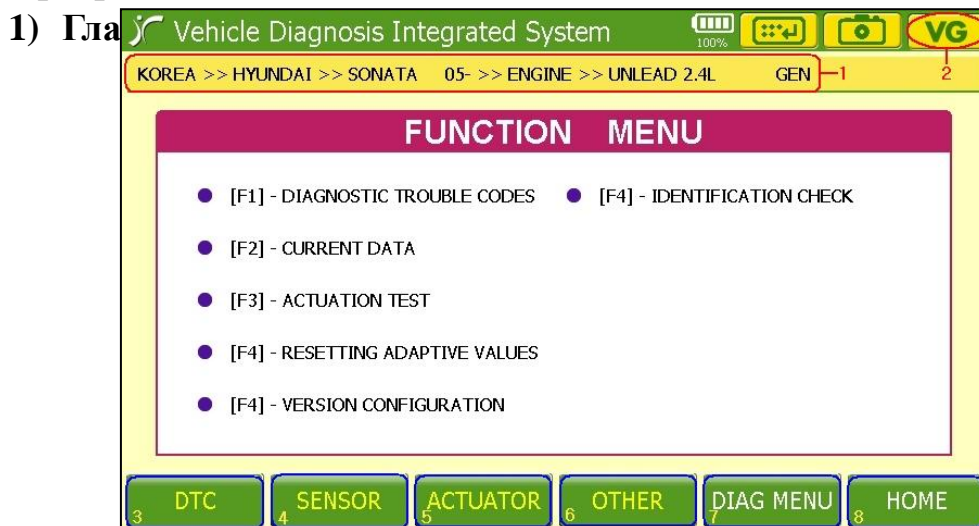 1) Гла
Vehicle Diagnosis Integrated System 100% VG
KOREA >> HYUNDAI >> SONATA 05- >> ENGINE >> UNLEAD 2.4L GEN 1 2
FUNCTION MENU
[F1] - DIAGNOSTIC TROUBLE CODES [F4] - IDENTIFICATION CHECK
[F2] - CURRENT DATA
[F3] - ACTUATION TEST
[F4] - RESETTING ADAPTIVE VALUES
[F4] - VERSION CONFIGURATION
DTC SENSOR ACTUATOR OTHER DIAG MENU HOME
3 4 5 6 7 8